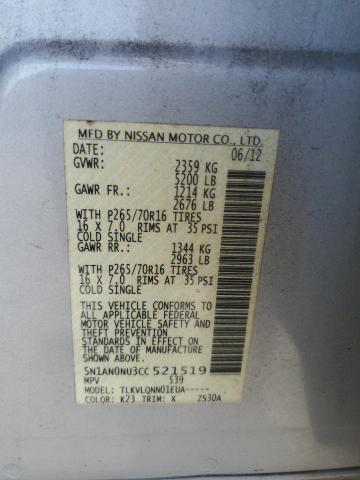 MFD BY NISSAN MOTOR CO., LTD.
DATE: 06/12
GVWR: 2359 KG
5200 LB
GAWR FR.: 1214 KG
2676 LB
WITH P265/70R16 TIRES
16 X 7.0 RIMS AT 35 PSI
COLD SINGLE
GAWR RR.: 1344 KG
2963 LB
WITH P265/70R16 TIRES
16 X 7.0 RIMS AT 35 PSI
COLD SINGLE
THIS VEHICLE CONFORMS TO
ALL APPLICABLE FEDERAL
MOTOR VEHICLE SAFETY
STANDARDS IN EFFECT ON
THE DATE OF MANUFACTURE
SHOWN ABOVE.
5N1AN0NU3CC 521519
MPV S39
MODEL: TLKVLQNN01EUA-----
COLOR: K23 TRIM: X ZS30A